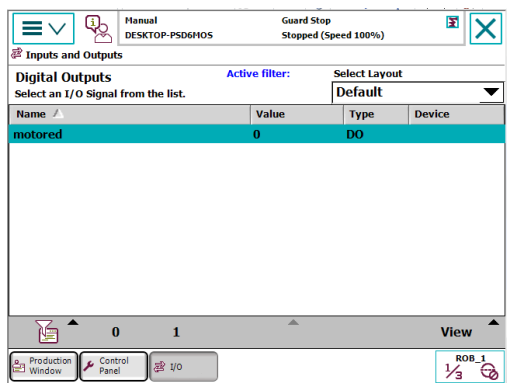 Manual
DESKTOP-PSD6MOS
Guard Stop
Stopped (Speed 100%)
Inputs and Outputs
Digital Outputs
Active filter:
Select Layout
Select an I/O Signal from the list.
Default
Name Value Type Device
motored 0 DO
0 1 View
Production Window
Control Panel
I/O
ROB_1
1/3